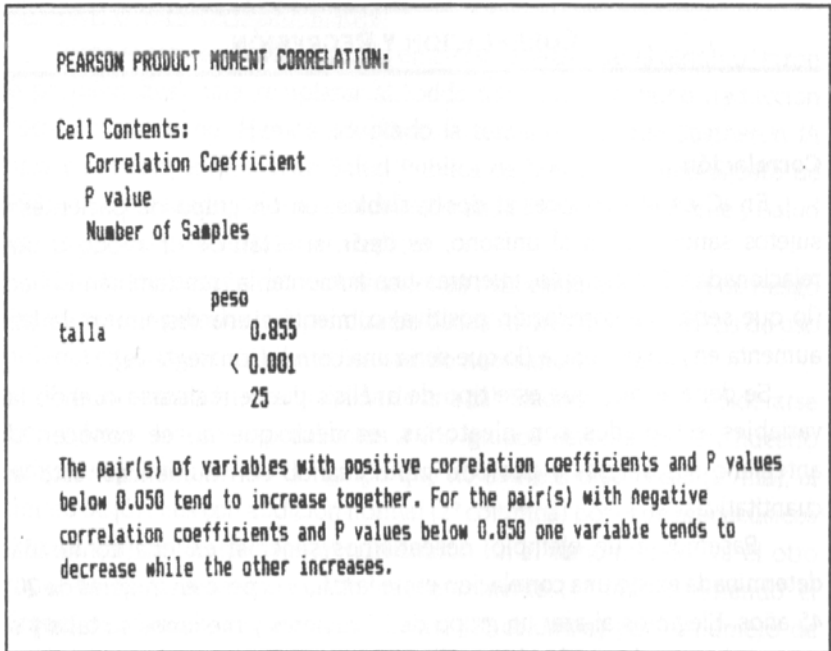 PEARSON PRODUCT MOMENT CORRELATION:
Cell Contents:
Correlation Coefficient
P value
Number of Samples
peso
talla 0.855
< 0.001
25
The pair(s) of variables with positive correlation coefficients and P values
below 0.050 tend to increase together. For the pair(s) with negative
correlation coefficients and P values below 0.050 one variable tends to
decrease while the other increases.